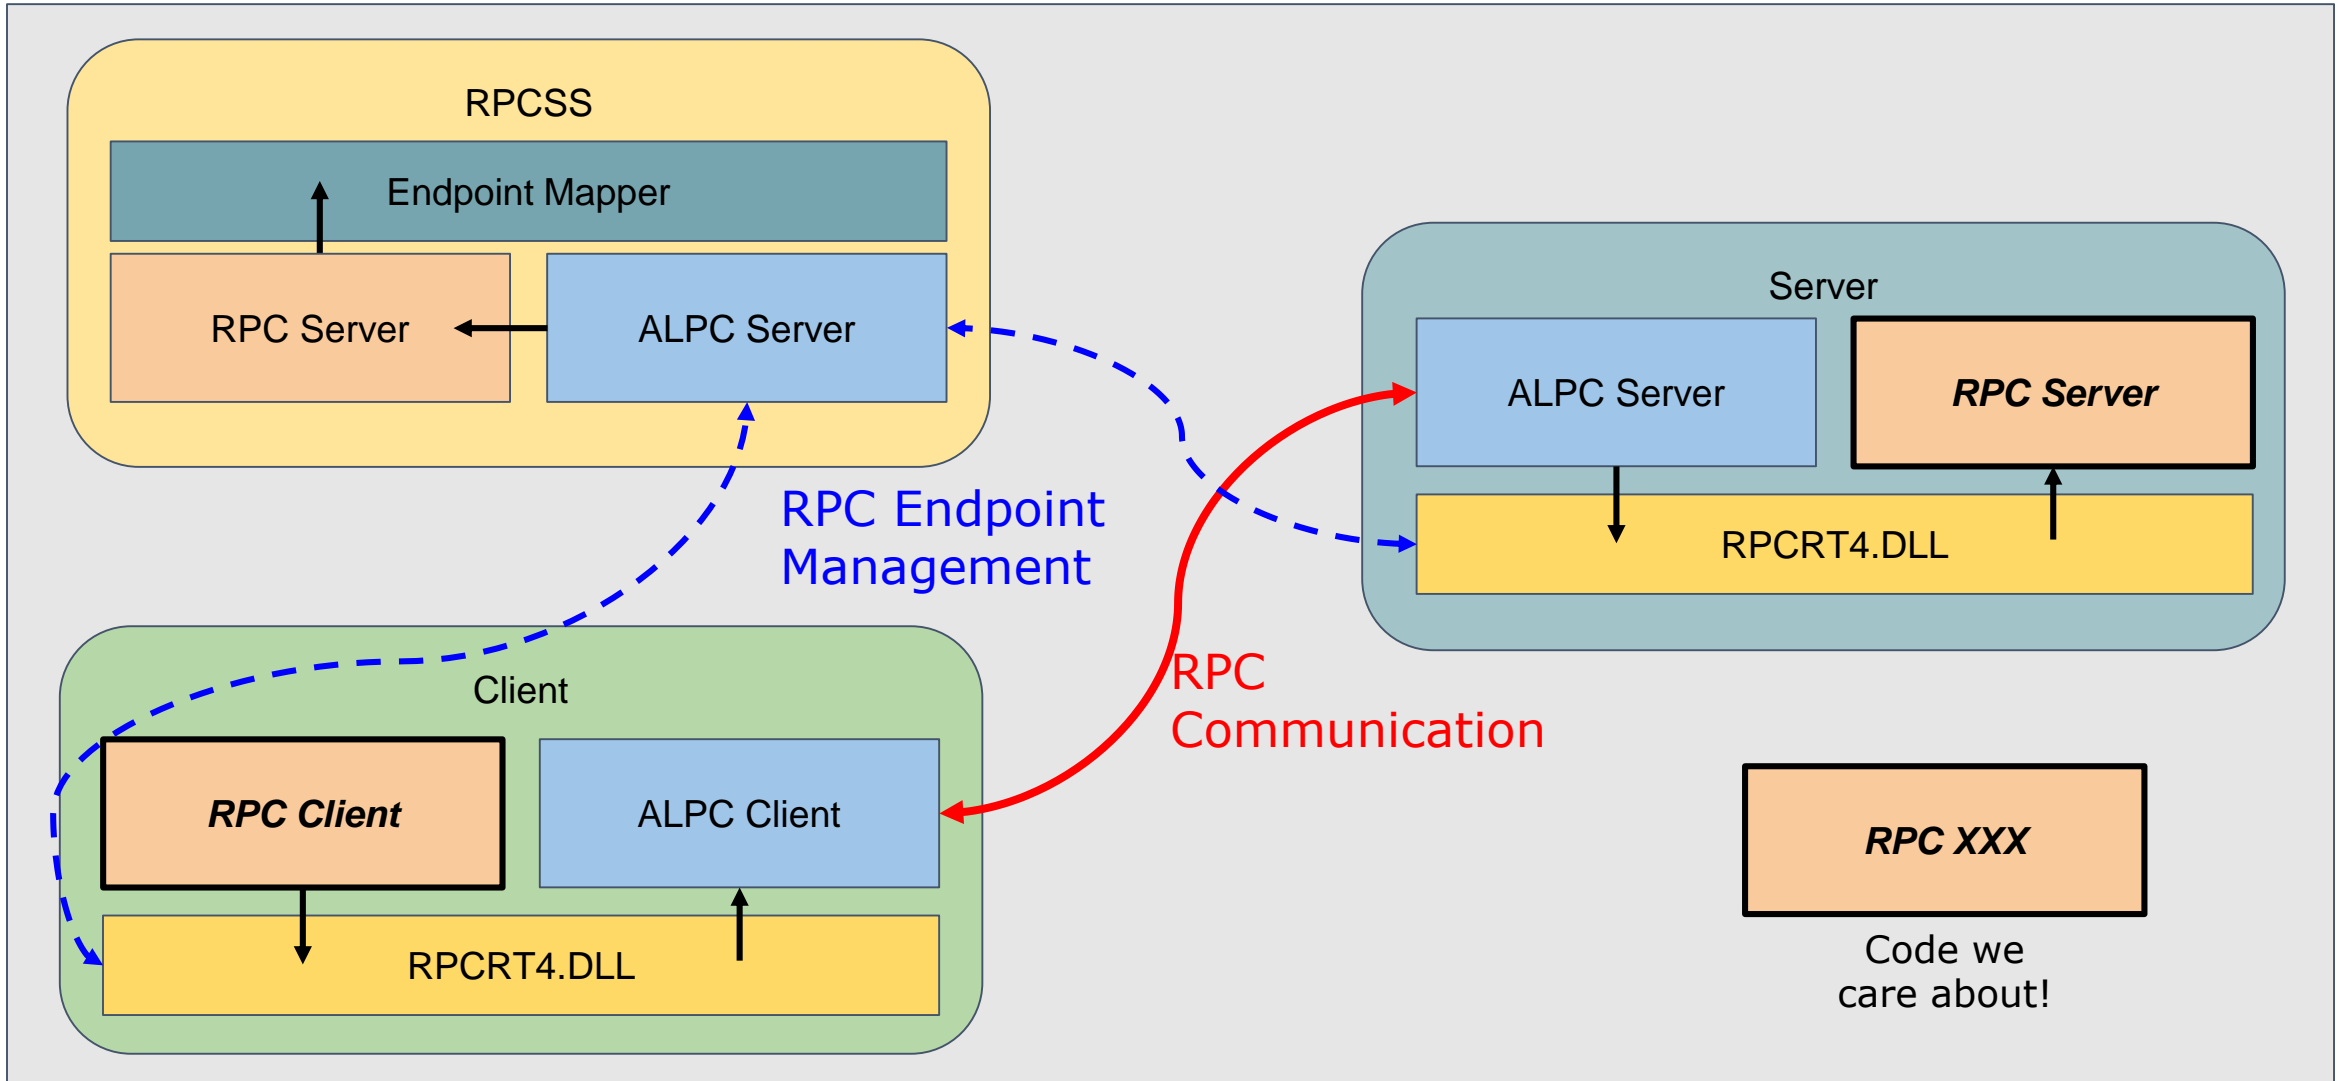 RPCSS
Endpoint Mapper
RPC Server
ALPC Server
Server
ALPC Server
RPC Server
RPCRT4.DLL
RPC Endpoint
Management
RPC
Communication
Client
RPC Client
ALPC Client
RPCRT4.DLL
RPC XXX
Code we
care about!